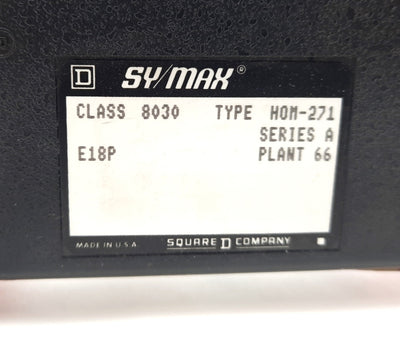 D SY/MAX®
CLASS 8030 TYPE HOM-271
SERIES A
E18P PLANT 66
MADE IN U.S.A. SQUARE D COMPANY